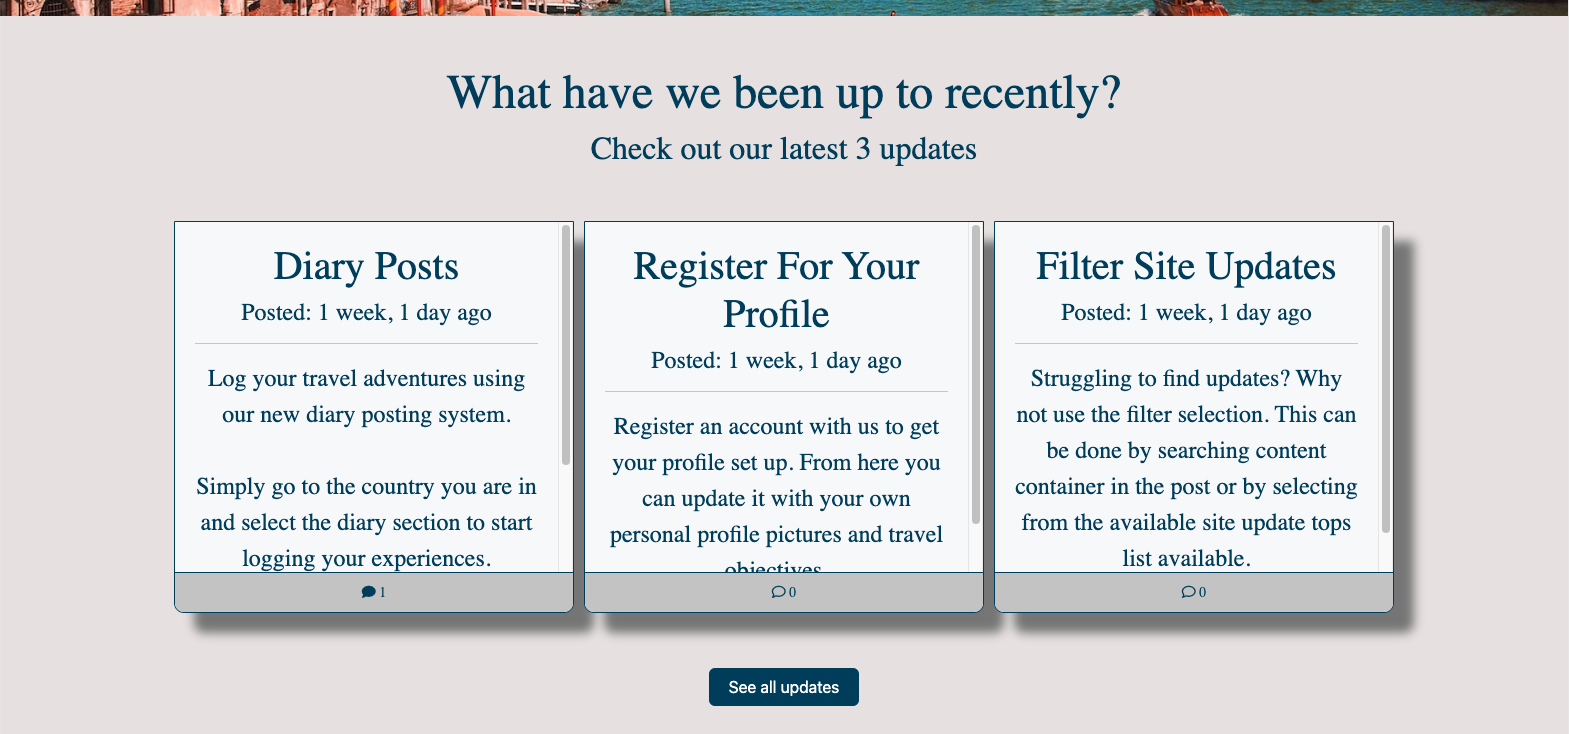 What have we been up to recently?
Check out our latest 3 updates
Diary Posts
Posted: 1 week, 1 day ago
Log your travel adventures using
our new diary posting system.
Simply go to the country you are in
and select the diary section to start
logging your experiences.
1
Register For Your
Profile
Posted: 1 week, 1 day ago
Register an account with us to get
your profile set up. From here you
can update it with your own
personal profile pictures and travel
objectives.
0
Filter Site Updates
Posted: 1 week, 1 day ago
Struggling to find updates? Why
not use the filter selection. This can
be done by searching content
container in the post or by selecting
from the available site update tops
list available.
0
See all updates